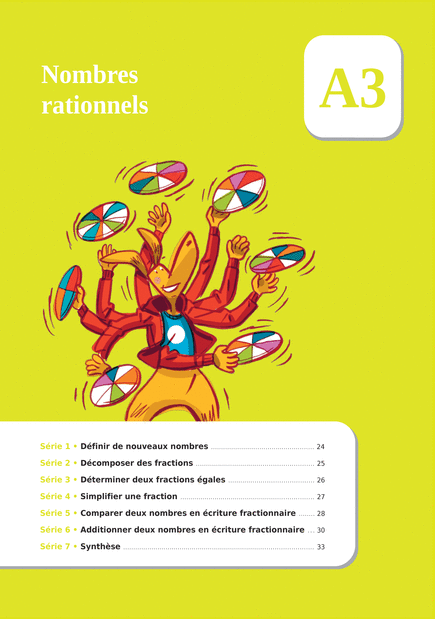 Nombres
rationnels
A3
Série 1 • Définir de nouveaux nombres ........................................ 24
Série 2 • Décomposer des fractions ............................................. 25
Série 3 • Déterminer deux fractions égales ................................. 26
Série 4 • Simplifier une fraction ................................................... 27
Série 5 • Comparer deux nombres en écriture fractionnaire ....... 28
Série 6 • Additionner deux nombres en écriture fractionnaire ... 30
Série 7 • Synthèse ........................................................................ 33